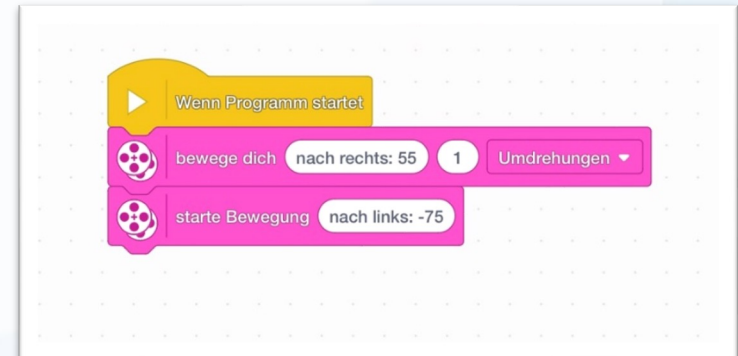 Wenn Programm startet
bewege dich nach rechts: 55 1 Umdrehungen
starte Bewegung nach links: -75